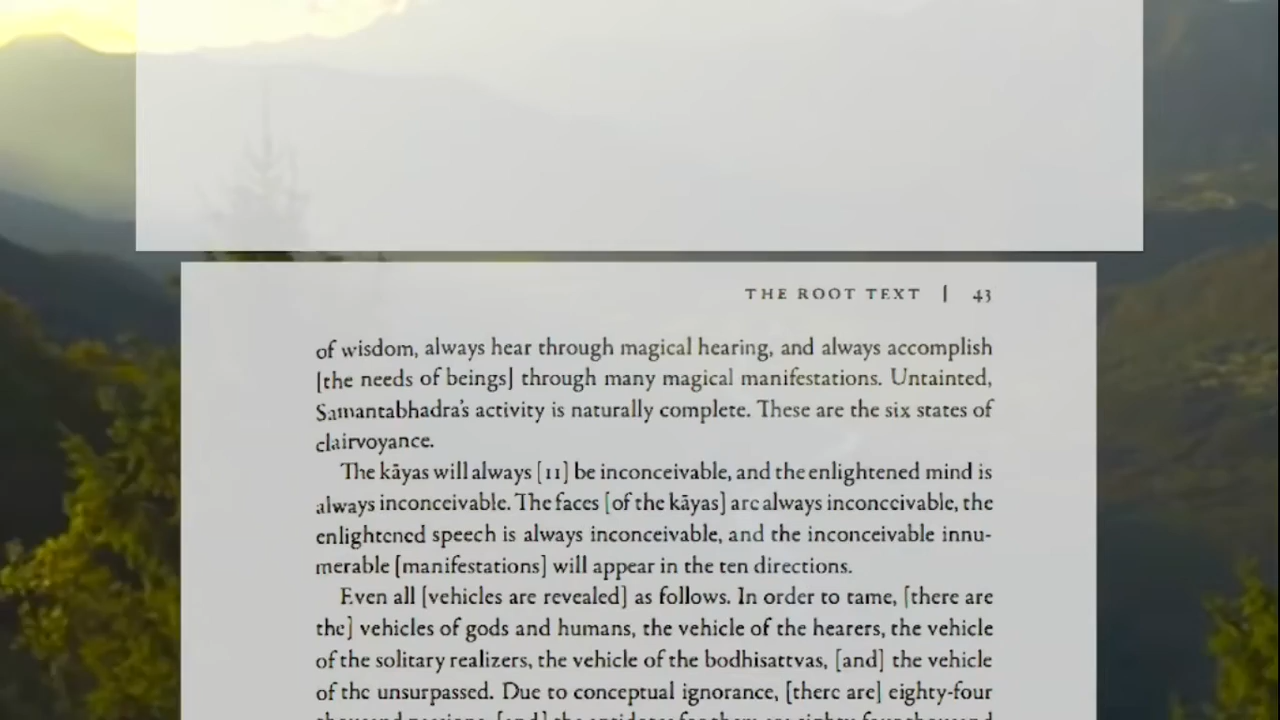 THE ROOT TEXT | 43
of wisdom, always hear through magical hearing, and always accomplish
[the needs of beings] through many magical manifestations. Untainted,
Samantabhadra's activity is naturally complete. These are the six states of
clairvoyance.
The kāyas will always [11] be inconceivable, and the enlightened mind is
always inconceivable. The faces [of the kāyas] are always inconceivable, the
enlightened speech is always inconceivable, and the inconceivable innu-
merable [manifestations] will appear in the ten directions.
Even all [vehicles are revealed] as follows. In order to tame, [there are
the] vehicles of gods and humans, the vehicle of the hearers, the vehicle
of the solitary realizers, the vehicle of the bodhisattvas, [and] the vehicle
of the unsurpassed. Due to conceptual ignorance, [there are] eighty-four